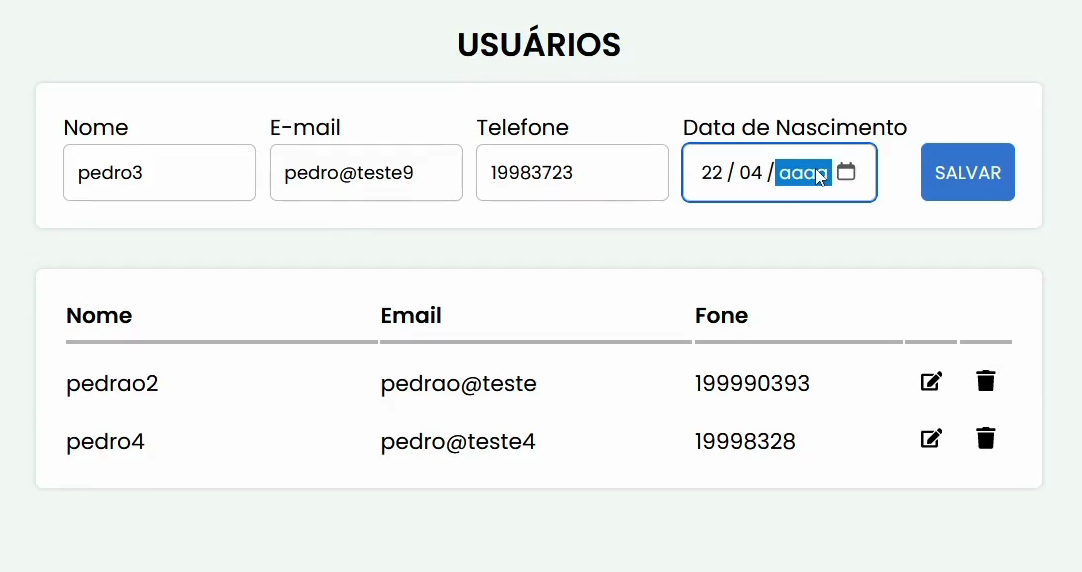 USUÁRIOS
Nome E-mail Telefone Data de Nascimento
pedro3 pedro@teste9 19983723 22 / 04 / aaaa SALVAR
Nome Email Fone
pedrao2 pedrao@teste 199990393
pedro4 pedro@teste4 19998328